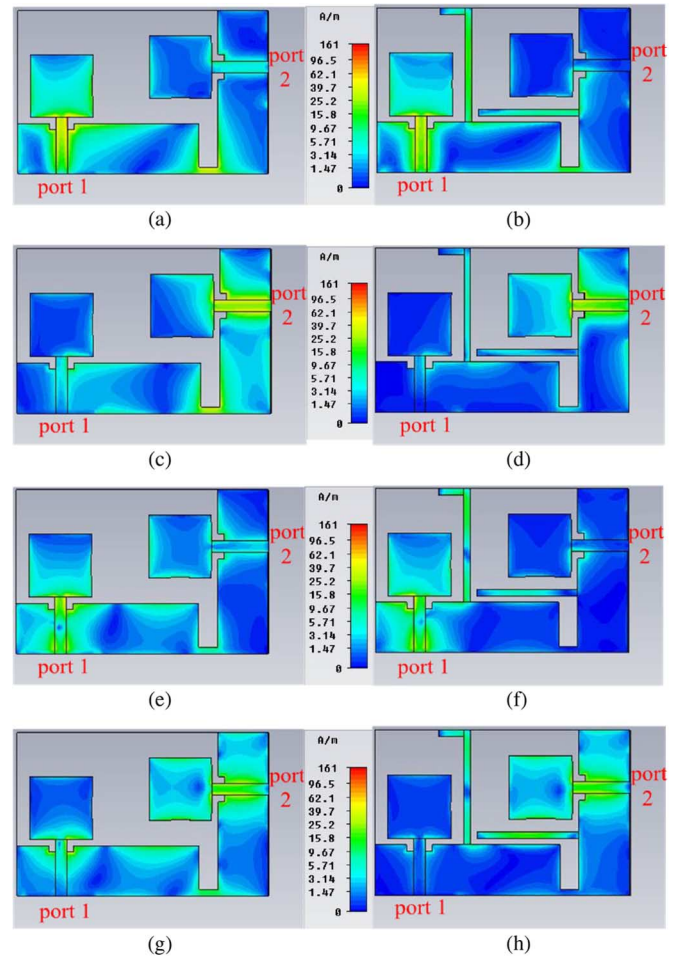 A/m
161
96.5
62.1
39.7
25.2
15.8
9.67
5.71
3.14
1.47
0
port 2
port 1
port 2
port 1
(a)
(b)
A/m
161
96.5
62.1
39.7
25.2
15.8
9.67
5.71
3.14
1.47
0
port 2
port 1
port 2
port 1
(c)
(d)
A/m
161
96.5
62.1
39.7
25.2
15.8
9.67
5.71
3.14
1.47
0
port 2
port 1
port 2
port 1
(e)
(f)
A/m
161
96.5
62.1
39.7
25.2
15.8
9.67
5.71
3.14
1.47
0
port 2
port 1
port 2
port 1
(g)
(h)